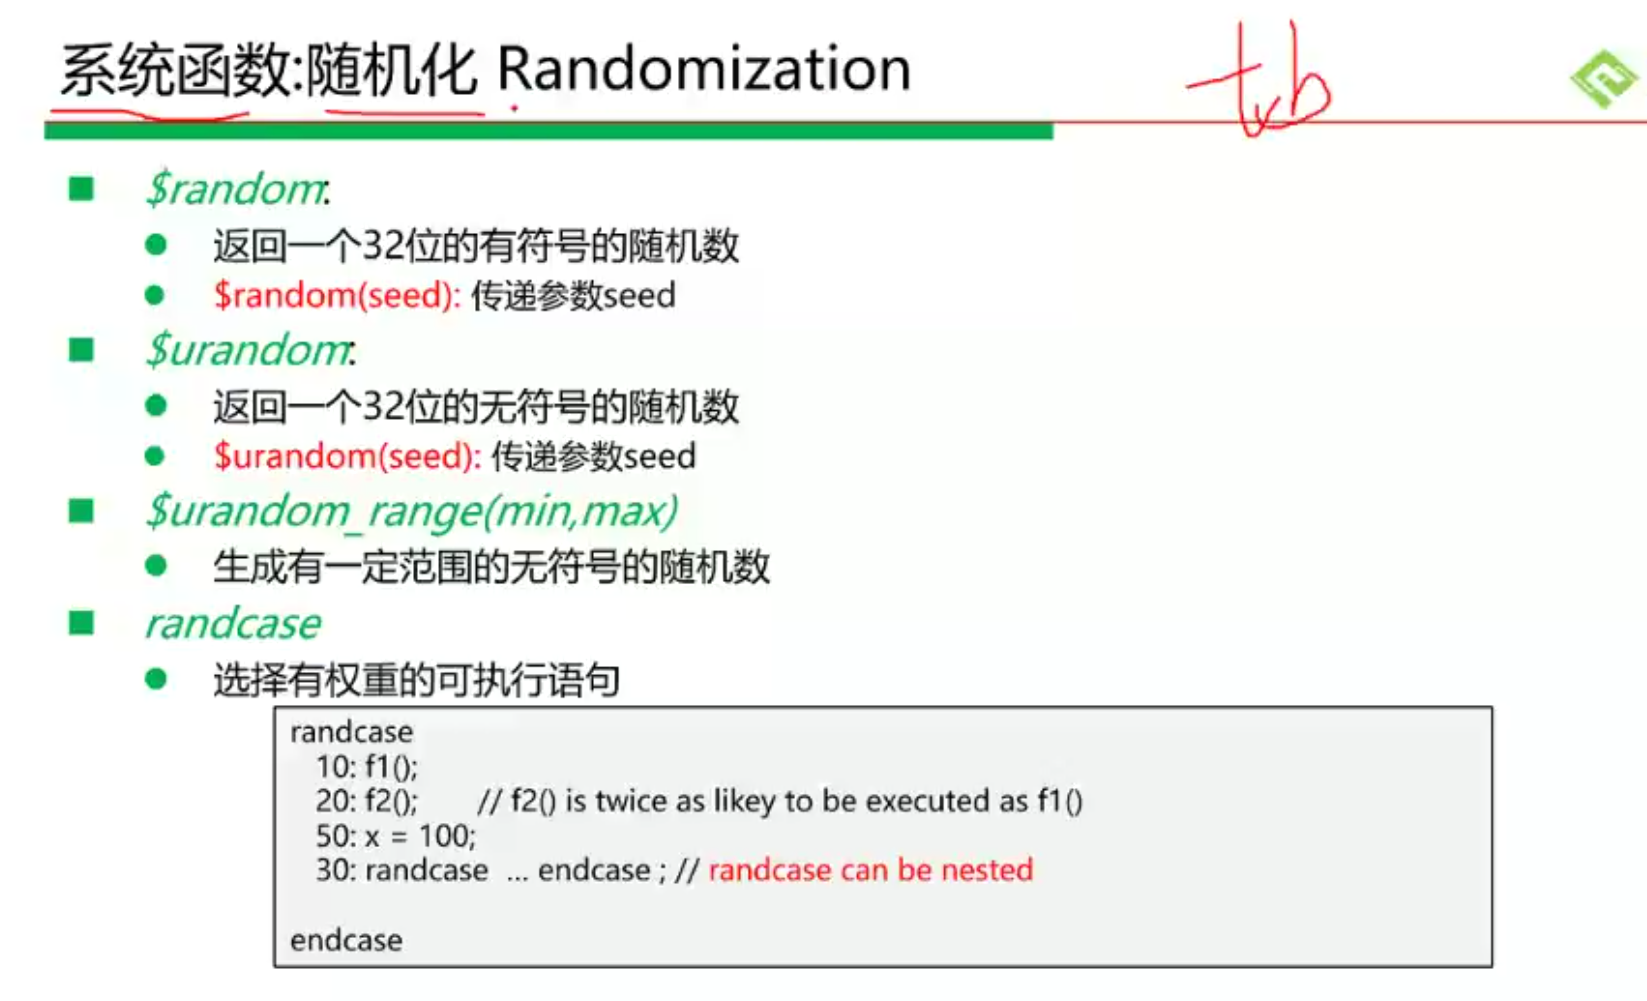 系统函数:随机化 Randomization
txb
$random:
返回一个32位的有符号的随机数
$random(seed): 传递参数seed
$urandom:
返回一个32位的无符号的随机数
$urandom(seed): 传递参数seed
$urandom_range(min,max)
生成有一定范围的无符号的随机数
randcase
选择有权重的可执行语句
randcase
10: f1();
20: f2(); // f2() is twice as likey to be executed as f1()
50: x = 100;
30: randcase ... endcase ; // randcase can be nested
endcase